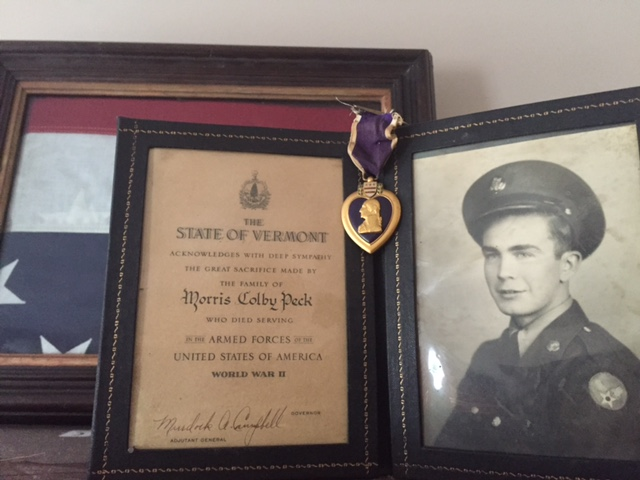 THE
STATE OF VERMONT
ACKNOWLEDGES WITH DEEP SYMPATHY
THE GREAT SACRIFICE MADE BY
THE FAMILY OF
Morris Colby Peck
WHO DIED SERVING
IN THE ARMED FORCES OF THE
UNITED STATES OF AMERICA
WORLD WAR II
GOVERNOR
Murdock A. Campbell
ADJUTANT GENERAL